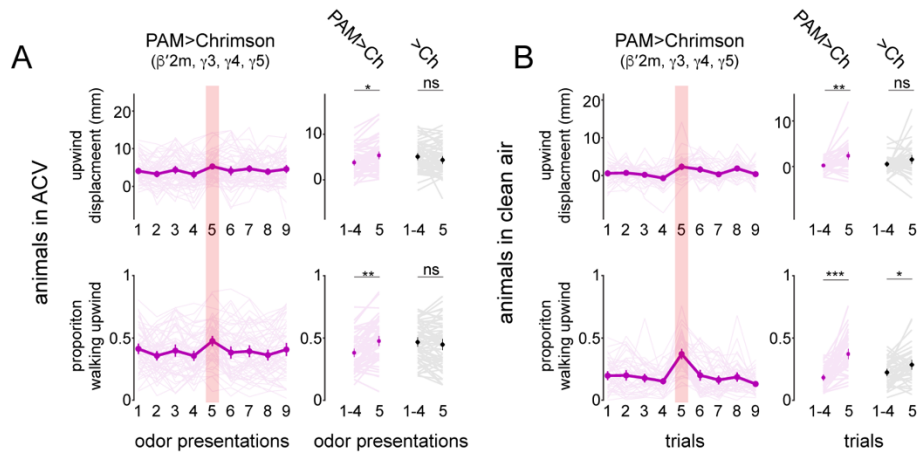 A
PAM>Chrimson
(β'2m, γ3, γ4, γ5)
PAM>Ch
>Ch
animals in ACV
upwind
displacmeent (mm)
20
10
0
1 2 3 4 5 6 7 8 9
*
ns
10
0
1-4 5 1-4 5
proporiton
walking upwind
1
0.5
0
1 2 3 4 5 6 7 8 9
odor presentations
**
ns
1
0.5
0
1-4 5 1-4 5
odor presentations
B
PAM>Chrimson
(β'2m, γ3, γ4, γ5)
PAM>Ch
>Ch
animals in clean air
upwind
displacmeent (mm)
20
10
0
1 2 3 4 5 6 7 8 9
**
ns
10
0
1-4 5 1-4 5
proporiton
walking upwind
1
0.5
0
1 2 3 4 5 6 7 8 9
trials
***
*
1
0.5
0
1-4 5 1-4 5
trials